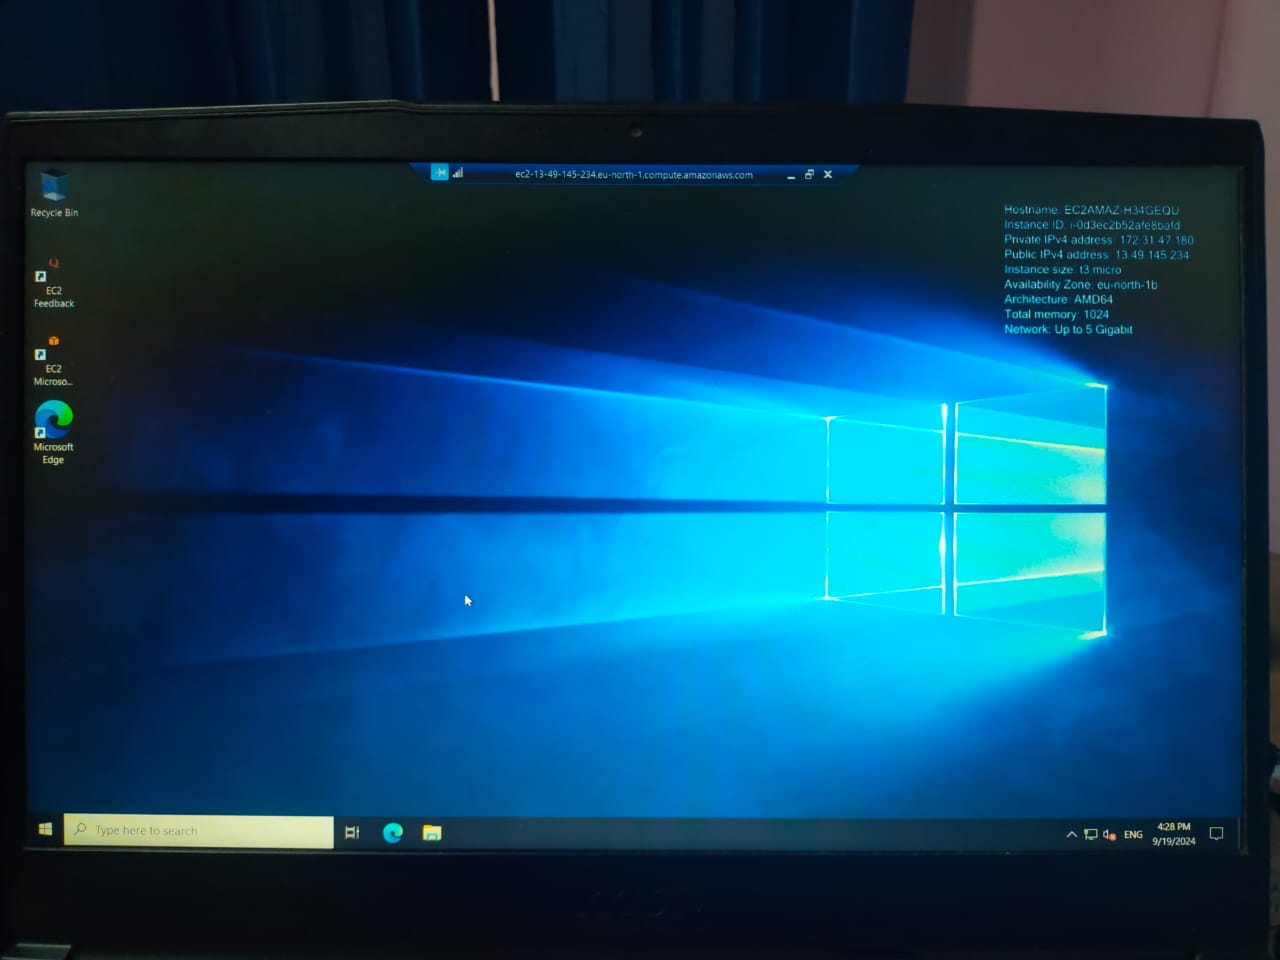 ec2-13-49-145-234.eu-north-1.compute.amazonaws.com
Recycle Bin
EC2
Feedback
EC2
Microso...
Microsoft
Edge
Hostname: EC2AMAZ-H34GEQU
Instance ID: i-0d3ec2b52afe8bafd
Private IPv4 address: 172.31.47.180
Public IPv4 address: 13.49.145.234
Instance size: t3.micro
Availability Zone: eu-north-1b
Architecture: AMD64
Total memory: 1024
Network: Up to 5 Gigabit
Type here to search
ENG
4:28 PM
9/19/2024